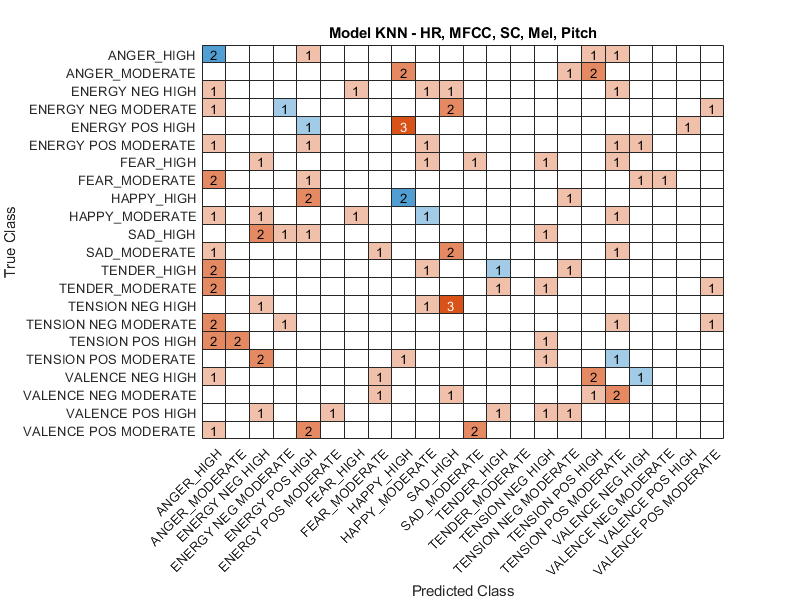 Model KNN - HR, MFCC, SC, Mel, Pitch
True Class
ANGER_HIGH 2 1 1 1
ANGER_MODERATE 2 1 2
ENERGY NEG HIGH 1 1 1 1 1
ENERGY NEG MODERATE 1 1 2 1
ENERGY POS HIGH 1 3 1
ENERGY POS MODERATE 1 1 1 1 1
FEAR_HIGH 1 1 1 1 1
FEAR_MODERATE 2 1 1 1
HAPPY_HIGH 2 2 1
HAPPY_MODERATE 1 1 1 1 1
SAD_HIGH 2 1 1 1
SAD_MODERATE 1 1 2 1
TENDER_HIGH 2 1 1 1
TENDER_MODERATE 2 1 1 1
TENSION NEG HIGH 1 1 3
TENSION NEG MODERATE 2 1 1 1
TENSION POS HIGH 2 2 1
TENSION POS MODERATE 2 1 1 1
VALENCE NEG HIGH 1 1 2 1
VALENCE NEG MODERATE 1 1 1 2
VALENCE POS HIGH 1 1 1 1 1
VALENCE POS MODERATE 1 2 2
ANGER_HIGH
ANGER_MODERATE
ENERGY NEG HIGH
ENERGY NEG MODERATE
ENERGY POS HIGH
ENERGY POS MODERATE
FEAR_HIGH
FEAR_MODERATE
HAPPY_HIGH
HAPPY_MODERATE
SAD_HIGH
SAD_MODERATE
TENDER_HIGH
TENDER_MODERATE
TENSION NEG HIGH
TENSION NEG MODERATE
TENSION POS HIGH
TENSION POS MODERATE
VALENCE NEG HIGH
VALENCE NEG MODERATE
VALENCE POS HIGH
VALENCE POS MODERATE
Predicted Class